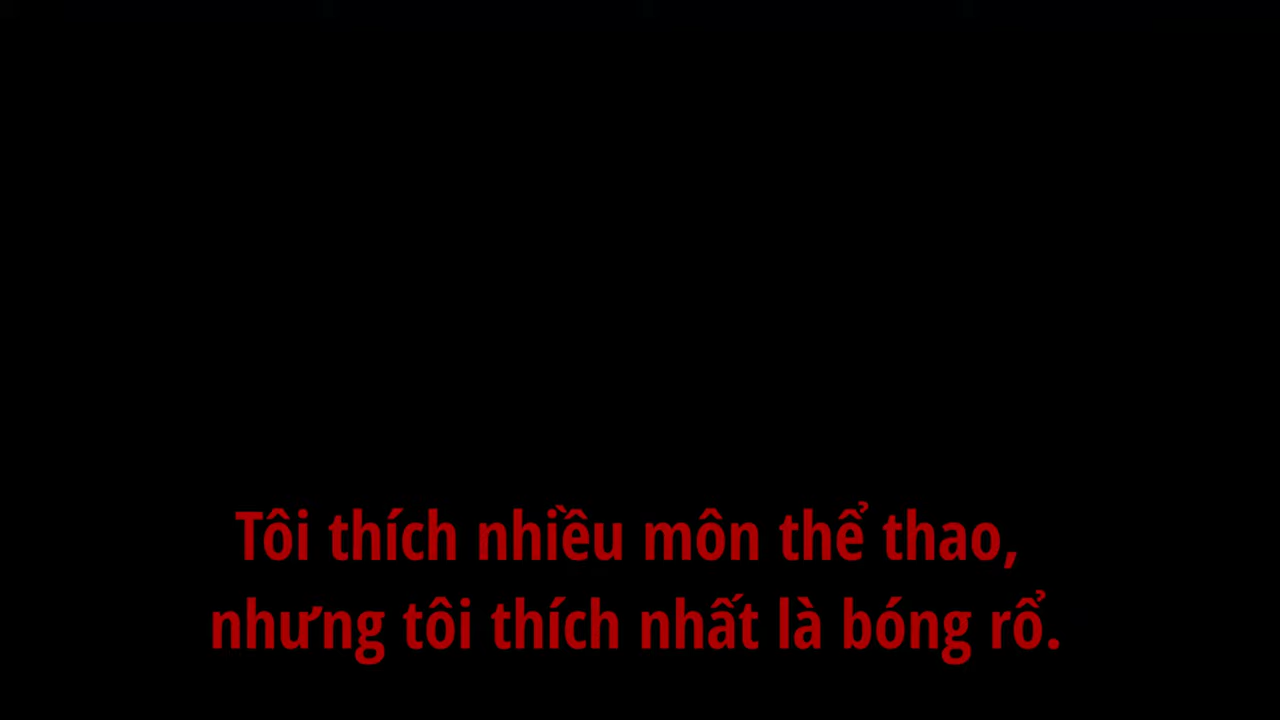 Tôi thích nhiều môn thể thao,
nhưng tôi thích nhất là bóng rổ.